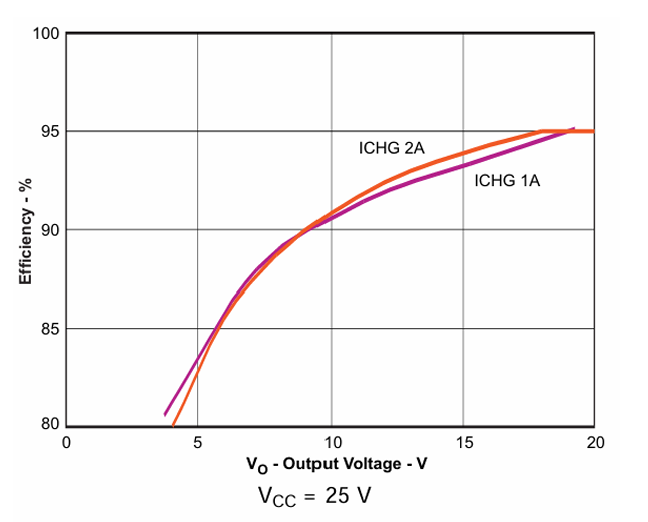 100
95
ICHG 2A
ICHG 1A
90
85
80
Efficiency - %
0 5 10 15 20
VO - Output Voltage - V
VCC = 25 V